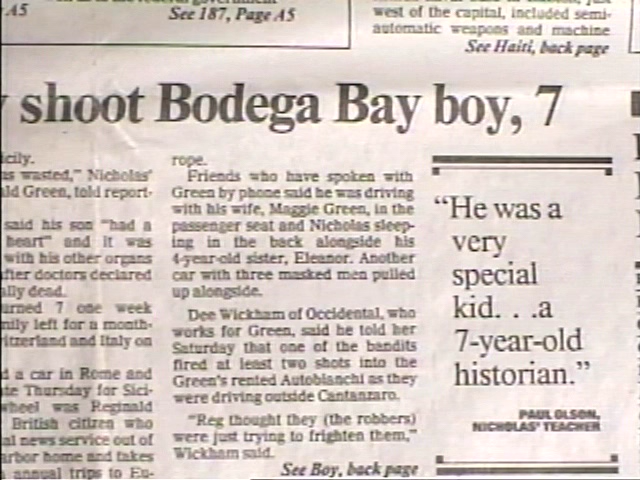 A5
See 187, Page A5
west of the capital, included semi-
automatic weapons and machine
See Haiti, back page
shoot Bodega Bay boy, 7
icily.
as wasted," Nicholas'
ald Green, told report-
said his son "had a
heart" and it was
with his other organs
after doctors declared
ally dead.
urned 7 one week
mily left for a month-
itzerland and Italy on
d a car in Rome and
te Thursday for Sici-
wheel was Reginald
British citizen who
al news service out of
arbor home and takes
annual trips to Eu-
rope.
Friends who have spoken with
Green by phone said he was driving
with his wife, Maggie Green, in the
passenger seat and Nicholas sleep-
ing in the back alongside his
4-year-old sister, Eleanor. Another
car with three masked men pulled
up alongside.
Dee Wickham of Occidental, who
works for Green, said he told her
Saturday that one of the bandits
fired at least two shots into the
Green's rented Autobianchi as they
were driving outside Cantanzaro.
"Reg thought they (the robbers)
were just trying to frighten them,"
Wickham said.
See Boy, back page
"He was a
very
special
kid. . .a
7-year-old
historian."
PAUL OLSON,
NICHOLAS' TEACHER